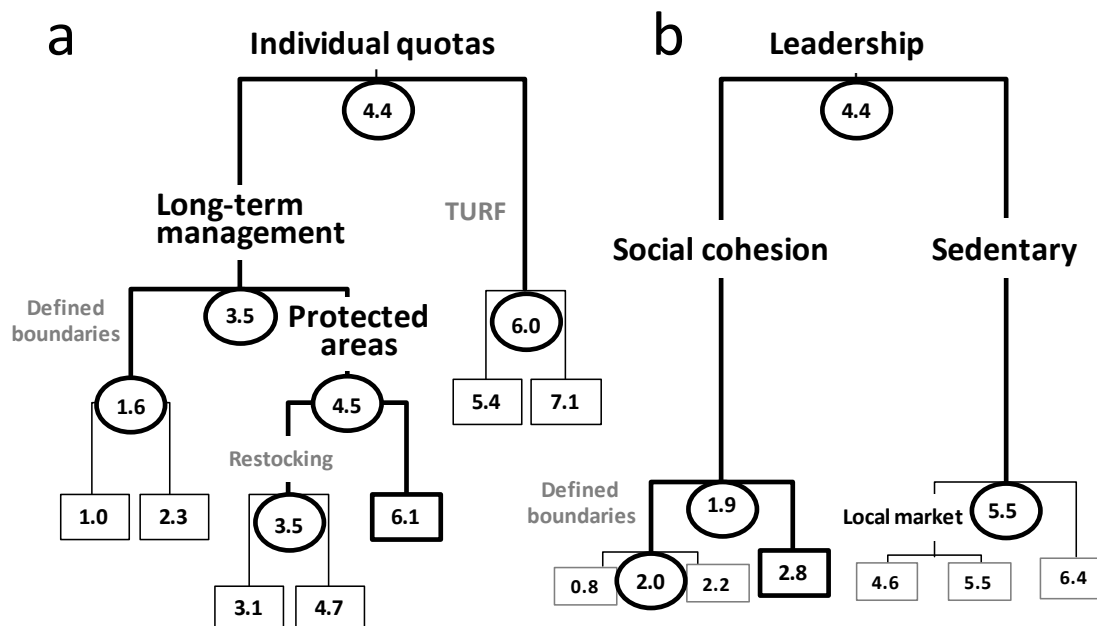 a
Individual quotas
4.4
Long-term
management
TURF
Defined
boundaries
3.5
Protected
areas
6.0
1.6
4.5
5.4
7.1
Restocking
1.0
2.3
3.5
6.1
3.1
4.7
b
Leadership
4.4
Social cohesion
Sedentary
Defined
boundaries
1.9
Local market
5.5
0.8
2.0
2.2
2.8
4.6
5.5
6.4